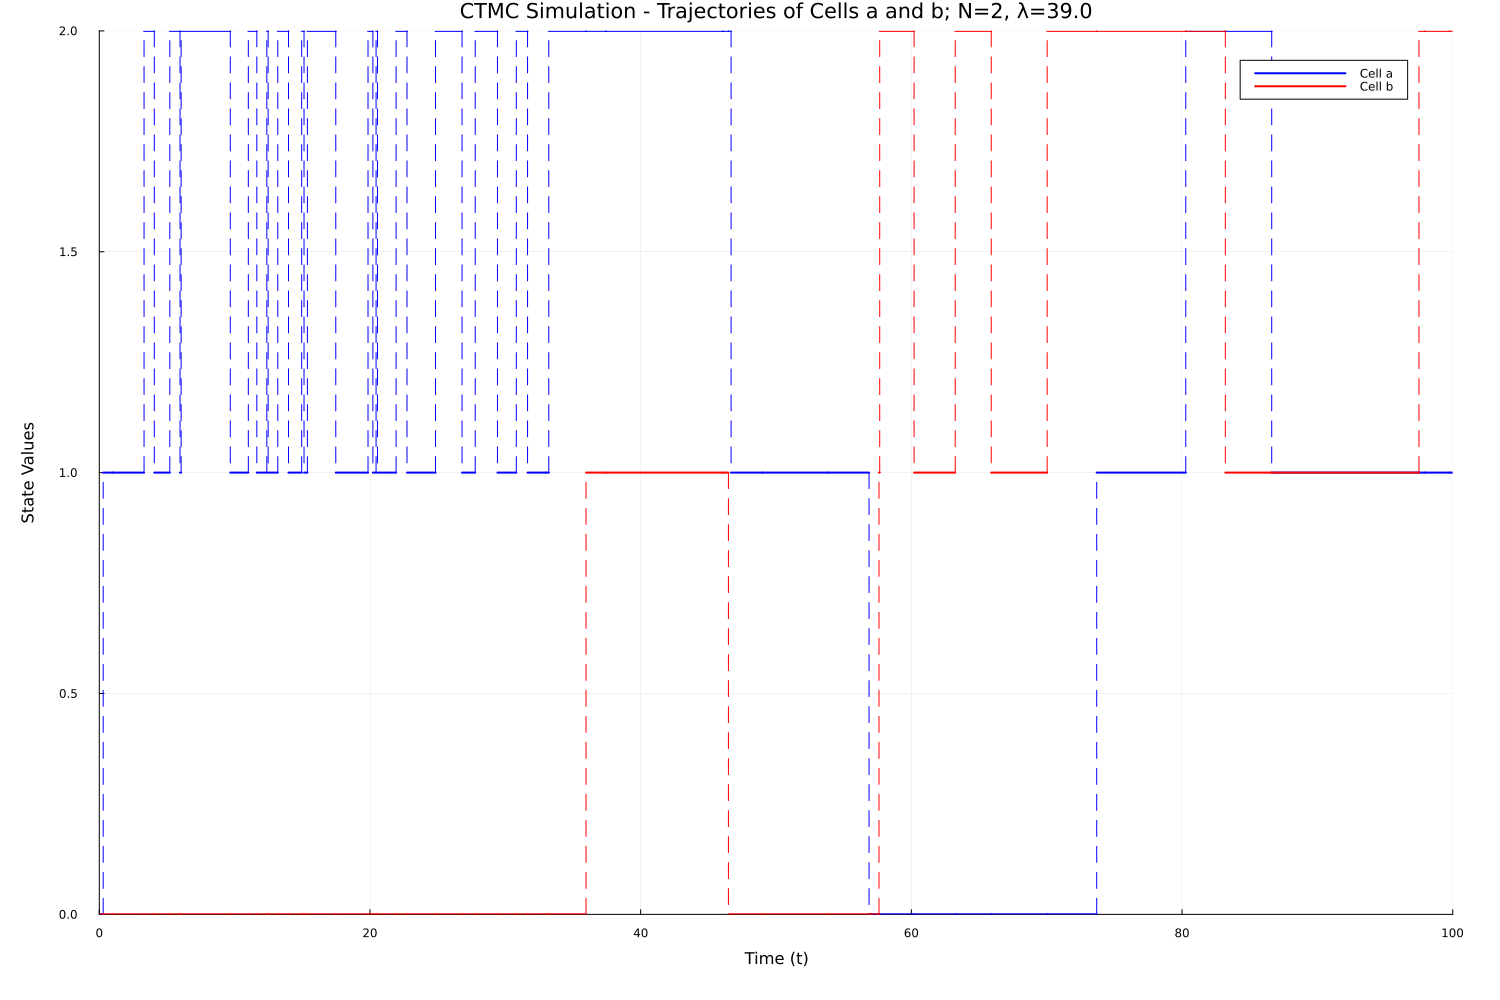 CTMC Simulation - Trajectories of Cells a and b; N=2, λ=39.0
2.0
Cell a
Cell b
1.5
State Values
1.0
0.5
0.0
0 20 40 60 80 100
Time (t)